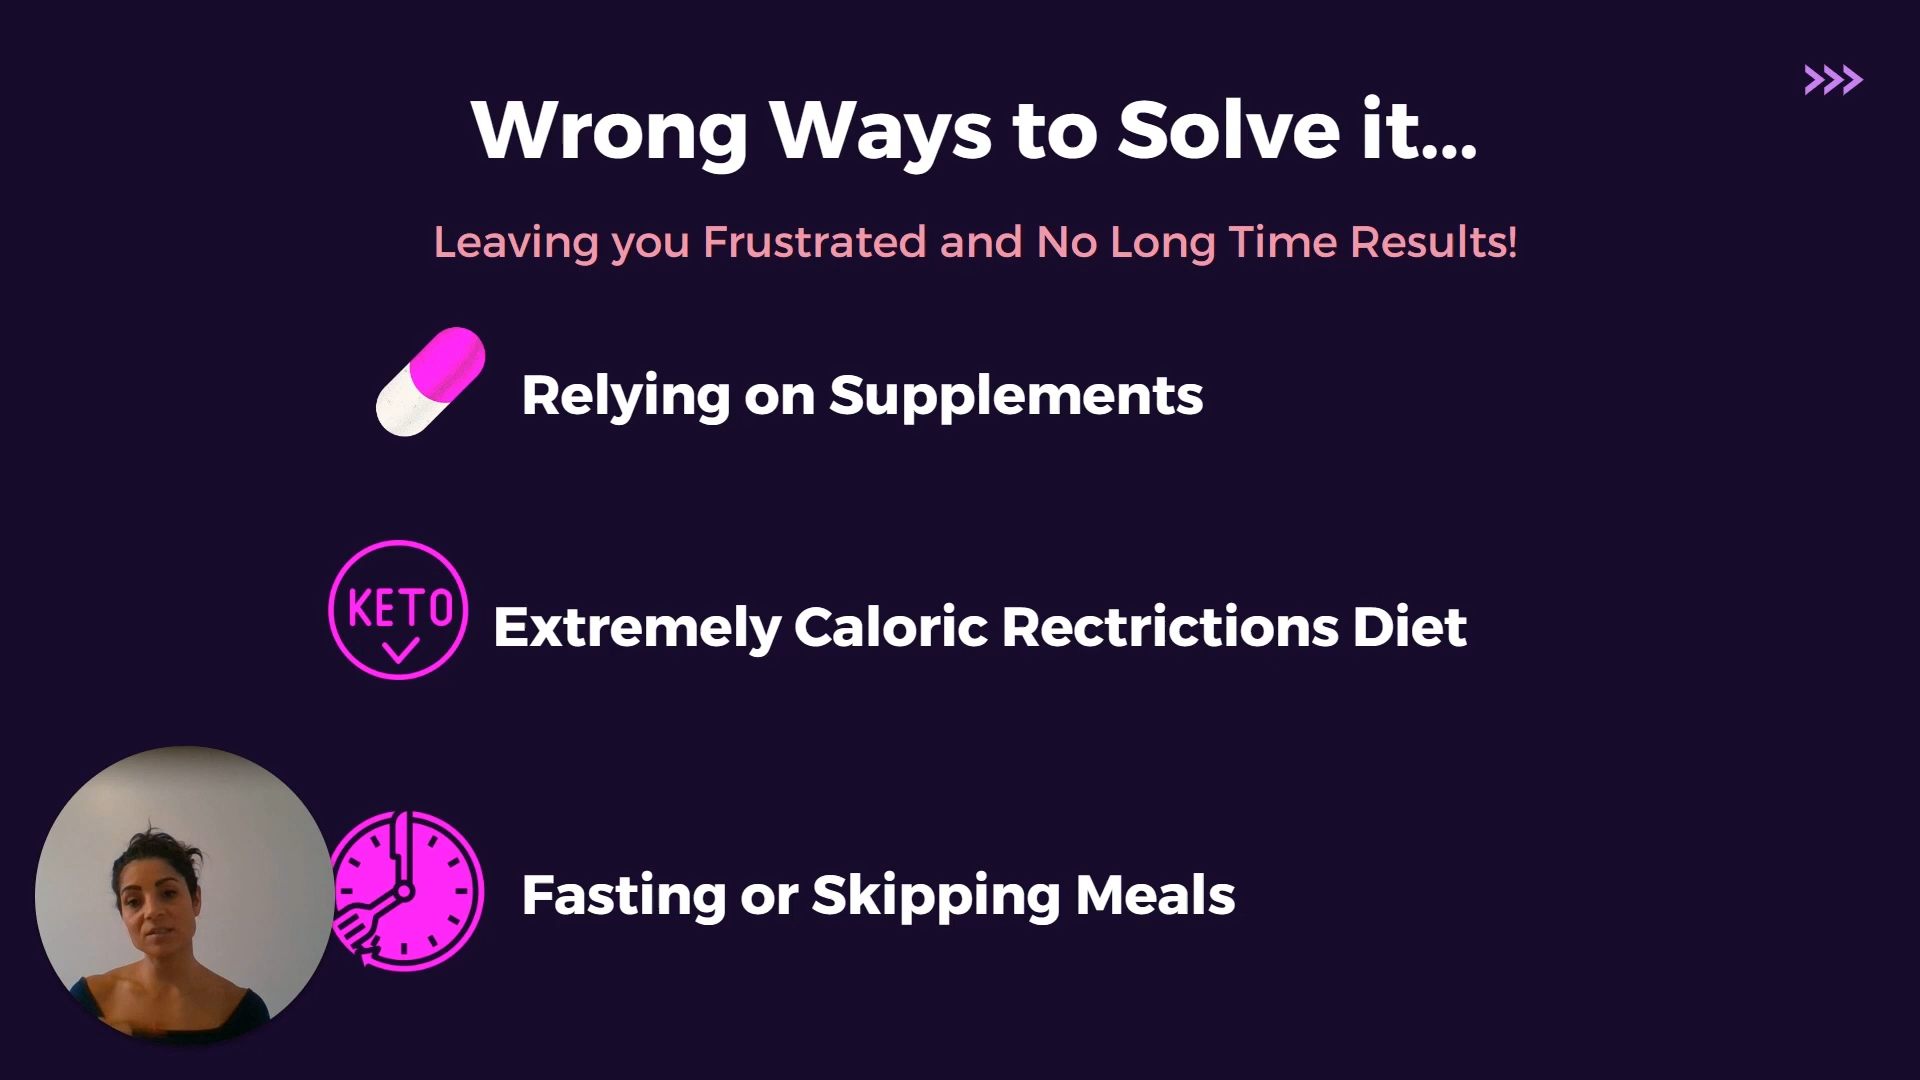 Wrong Ways to Solve it...
Leaving you Frustrated and No Long Time Results!
Relying on Supplements
KETO
Extremely Caloric Rectrictions Diet
Fasting or Skipping Meals